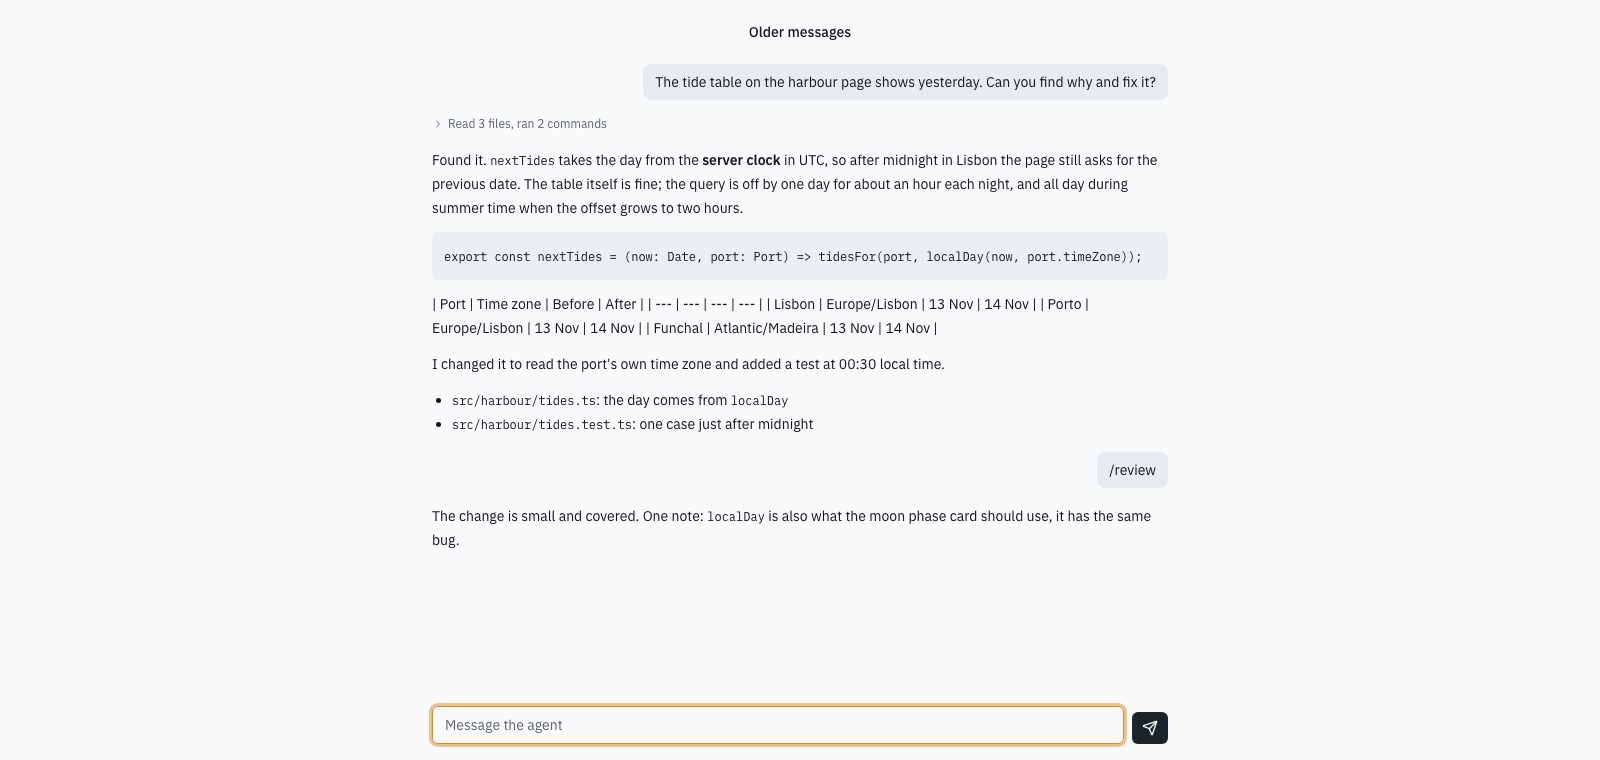 Older messages
The tide table on the harbour page shows yesterday. Can you find why and fix it?
Read 3 files, ran 2 commands
Found it. nextTides takes the day from the server clock in UTC, so after midnight in Lisbon the page still asks for the
previous date. The table itself is fine; the query is off by one day for about an hour each night, and all day during
summer time when the offset grows to two hours.
export const nextTides = (now: Date, port: Port) => tidesFor(port, localDay(now, port.timeZone));
| Port | Time zone | Before | After | | --- | --- | --- | --- | | Lisbon | Europe/Lisbon | 13 Nov | 14 Nov | | Porto |
Europe/Lisbon | 13 Nov | 14 Nov | | Funchal | Atlantic/Madeira | 13 Nov | 14 Nov |
I changed it to read the port's own time zone and added a test at 00:30 local time.
• src/harbour/tides.ts: the day comes from localDay
• src/harbour/tides.test.ts: one case just after midnight
/review
The change is small and covered. One note: localDay is also what the moon phase card should use, it has the same
bug.
Message the agent